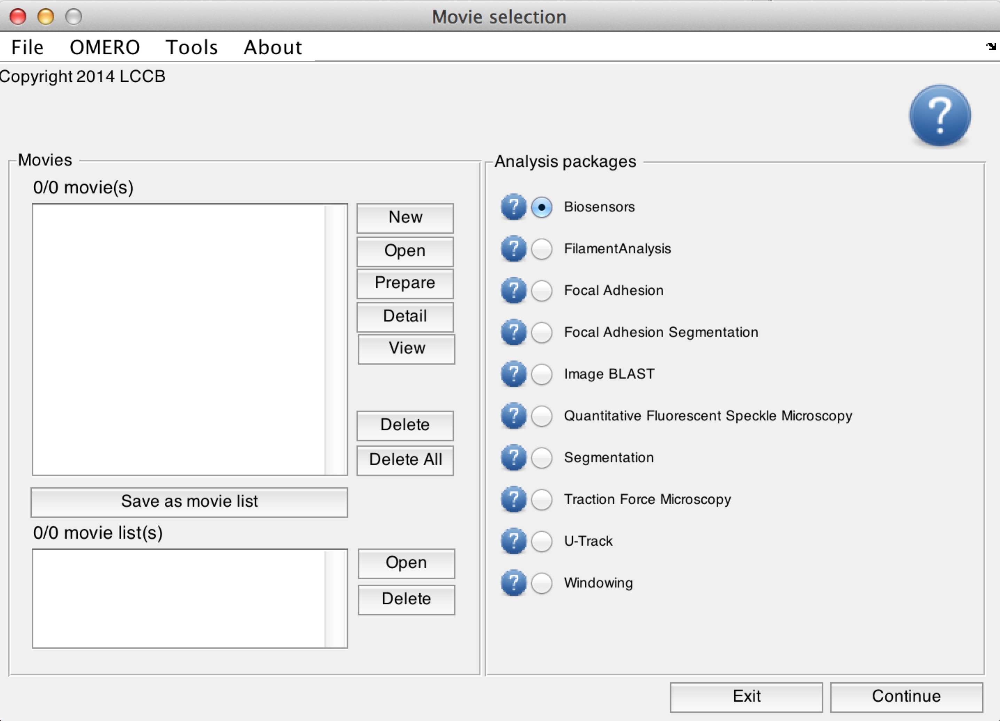 Movie selection
File OMERO Tools About
Copyright 2014 LCCB
Movies
0/0 movie(s)
New
Open
Prepare
Detail
View
Delete
Delete All
Save as movie list
0/0 movie list(s)
Open
Delete
Analysis packages
? Biosensors
? FilamentAnalysis
? Focal Adhesion
? Focal Adhesion Segmentation
? Image BLAST
? Quantitative Fluorescent Speckle Microscopy
? Segmentation
? Traction Force Microscopy
? U-Track
? Windowing
?
Exit
Continue